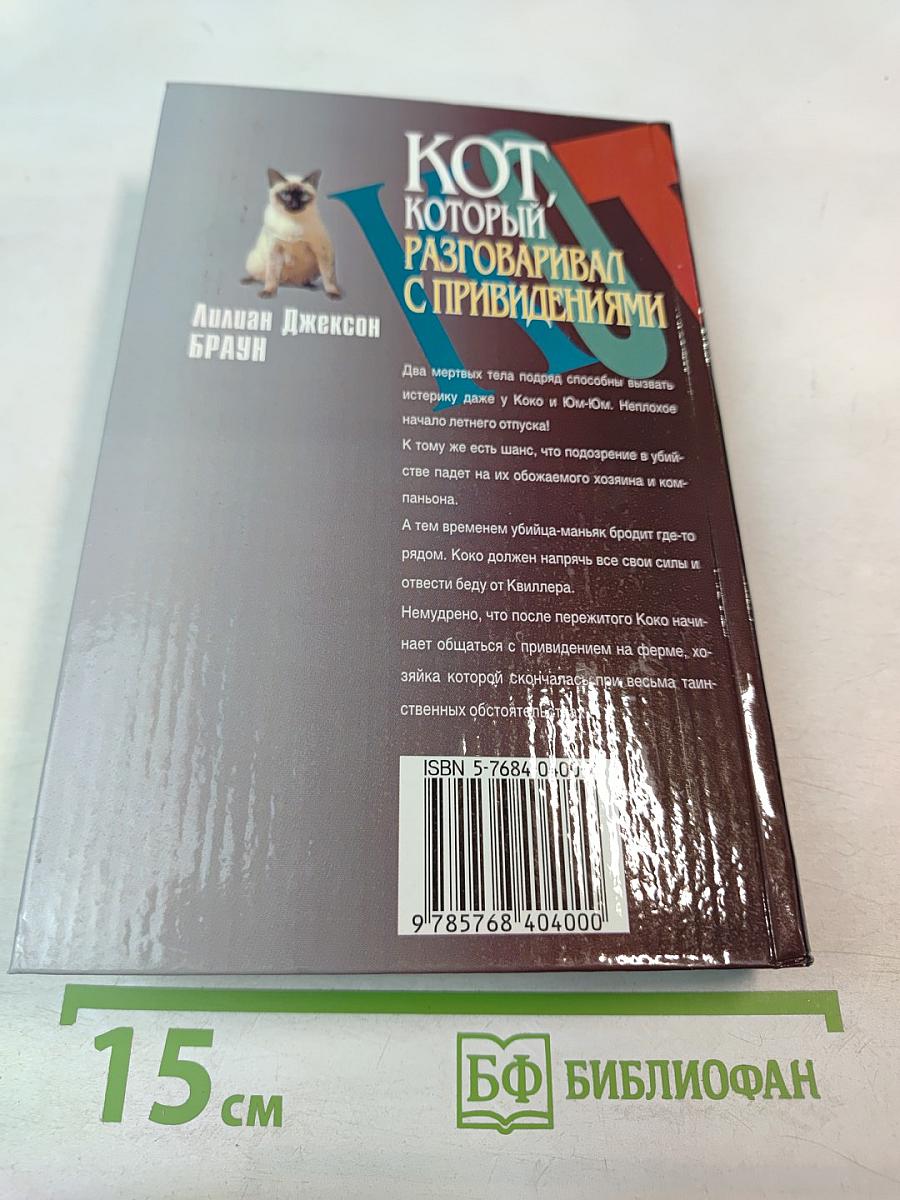 КОТ,
КОТОРЫЙ
РАЗГОВАРИВАЛ
С ПРИВИДЕНИЯМИ
КОТ
Лилиан Джексон
БРАУН
Два мертвых тела подряд способны вызвать
истерику даже у Коко и Юм-Юм. Неплохое
начало летнего отпуска!
К тому же есть шанс, что подозрение в убий-
стве падет на их обожаемого хозяина и ком-
паньона.
А тем временем убийца-маньяк бродит где-то
рядом. Коко должен напрячь все свои силы и
отвести беду от Квиллера.
Немудрено, что после пережитого Коко начи-
нает общаться с привидением на ферме, хо-
зяйка которой скончалась при весьма таин-
ственных
ISBN
9 785768 404000
15 см
БФ БИБЛИОФАН